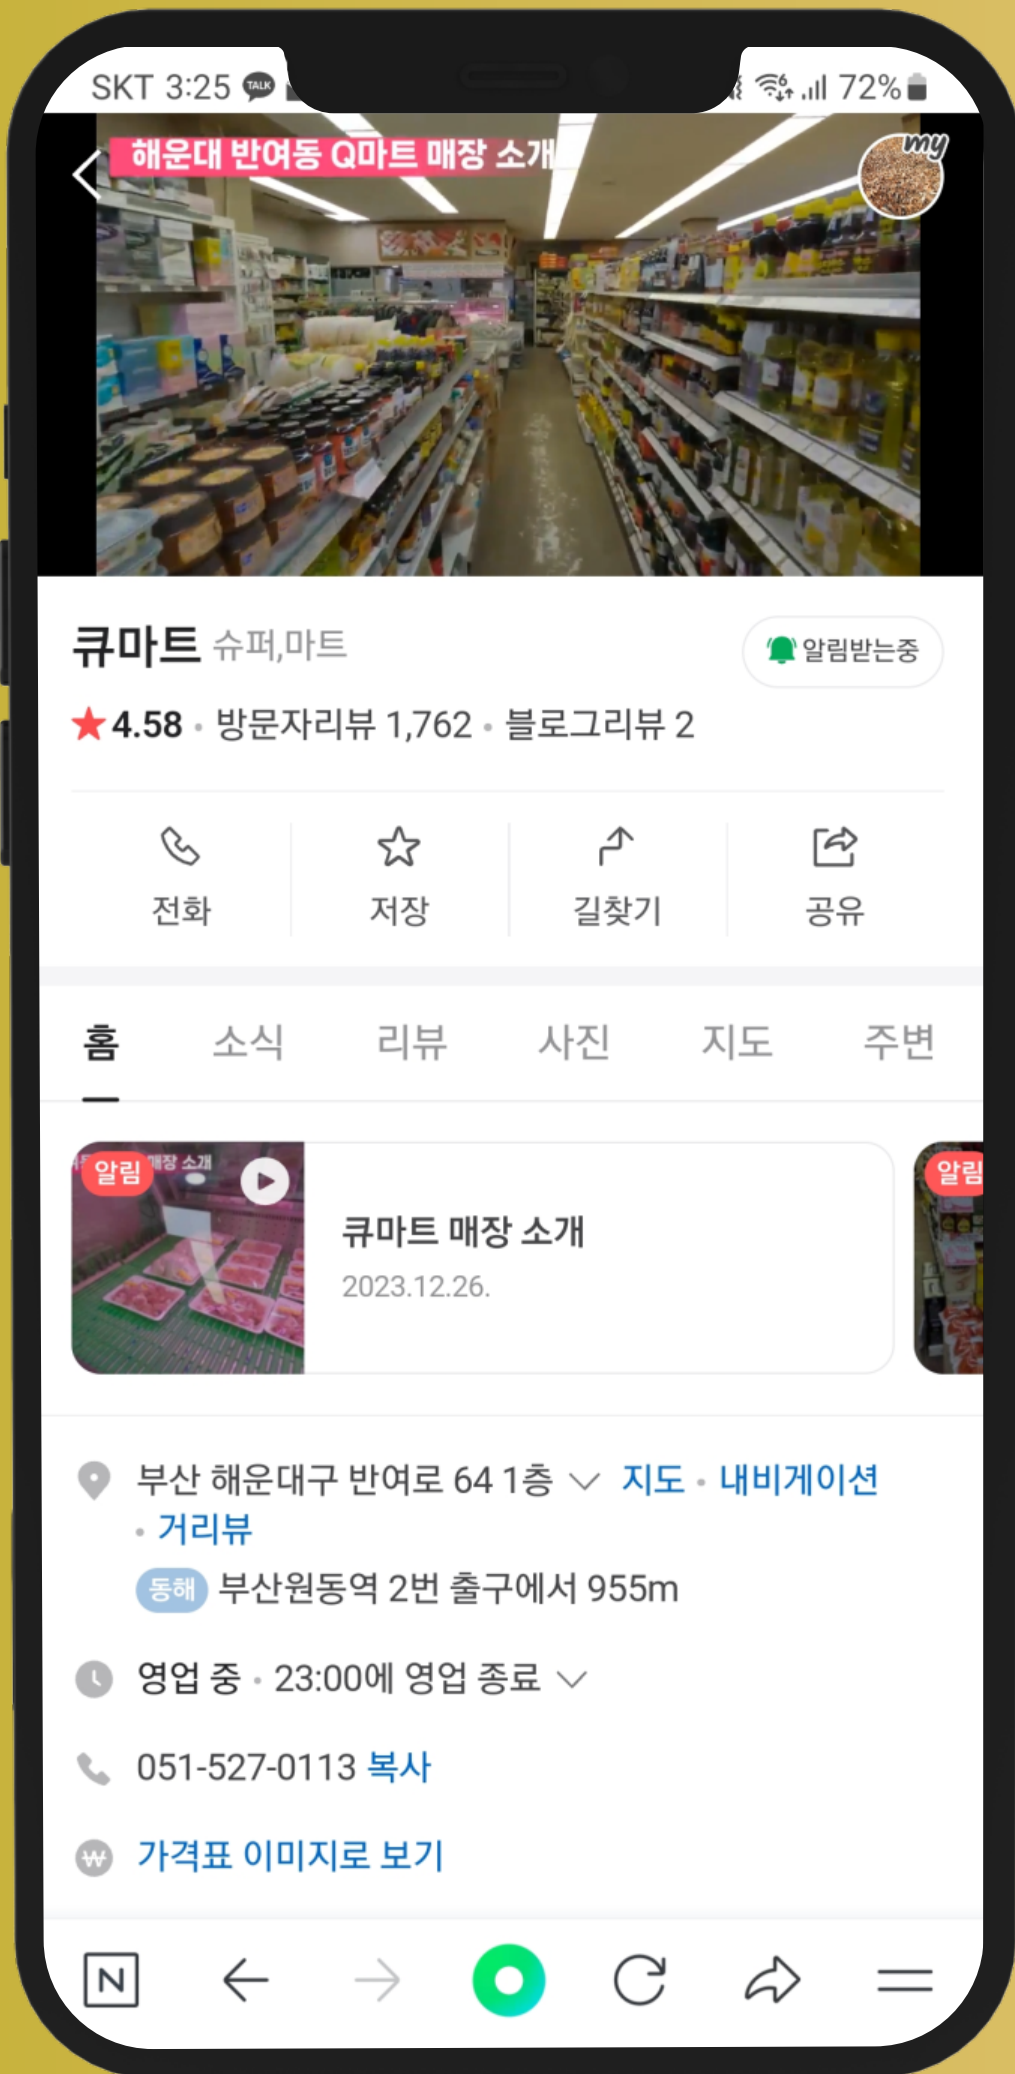 SKT 3:25 TALK 72%
해운대 반여동 Q마트 매장 소개
my
큐마트 슈퍼,마트
알림받는중
4.58 · 방문자리뷰 1,762 · 블로그리뷰 2
전화 저장 길찾기 공유
홈 소식 리뷰 사진 지도 주변
알림 매장 소개
알림
큐마트 매장 소개
2023.12.26.
부산 해운대구 반여로 64 1층 지도 · 내비게이션
· 거리뷰
동해 부산원동역 2번 출구에서 955m
영업 중 · 23:00에 영업 종료
051-527-0113 복사
₩ 가격표 이미지로 보기
N